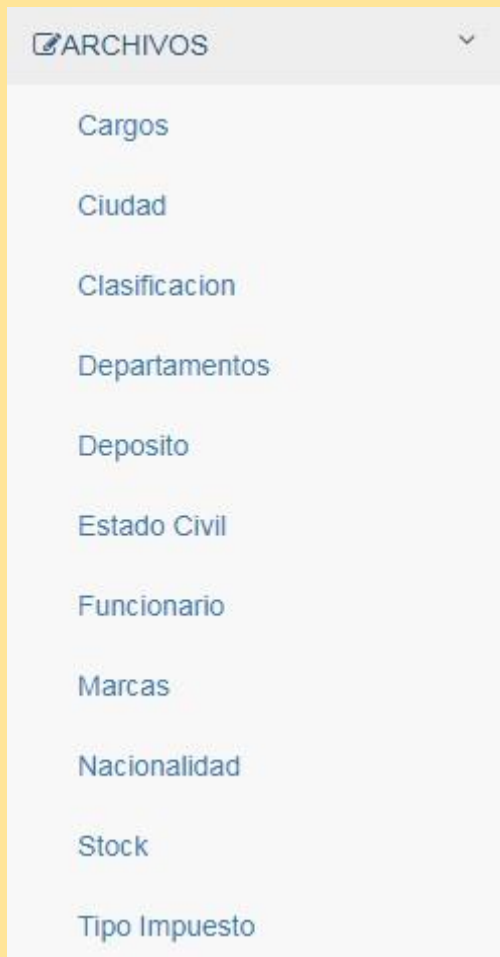 ARCHIVOS
Cargos
Ciudad
Clasificacion
Departamentos
Deposito
Estado Civil
Funcionario
Marcas
Nacionalidad
Stock
Tipo Impuesto